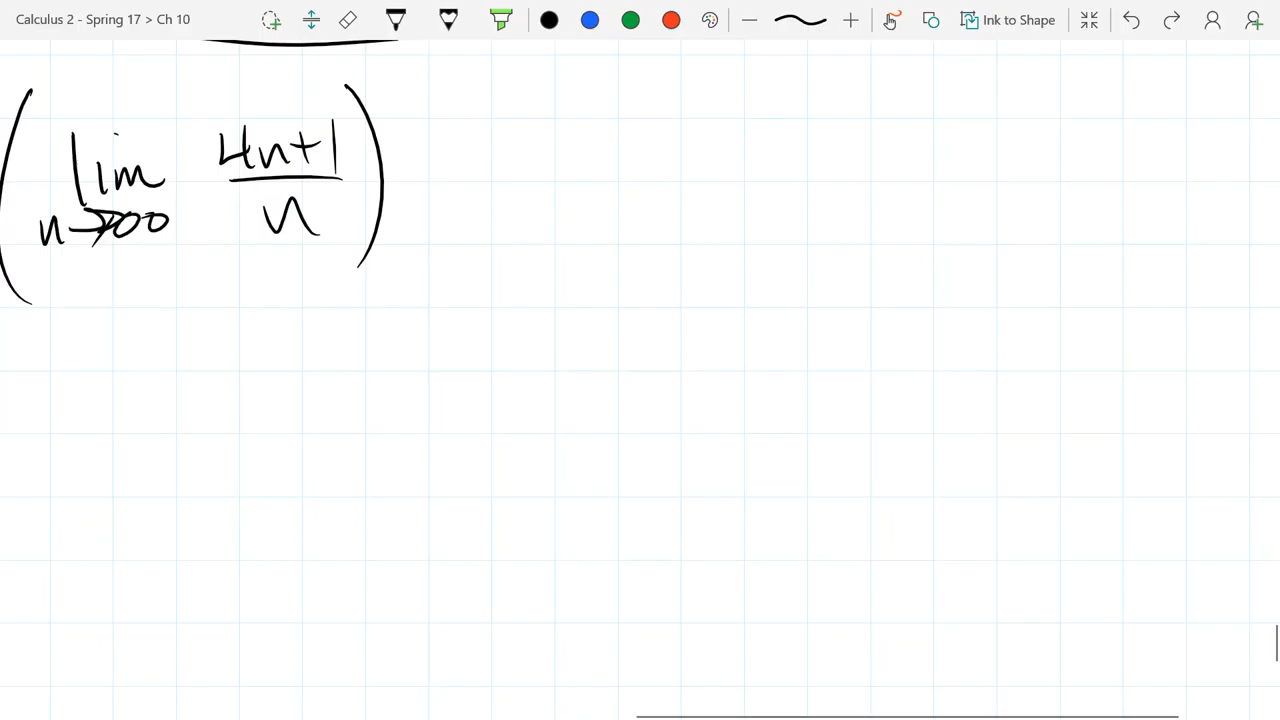 Calculus 2 - Spring 17 > Ch 10
Ink to Shape
( lim n→∞ (4n+1)/n )